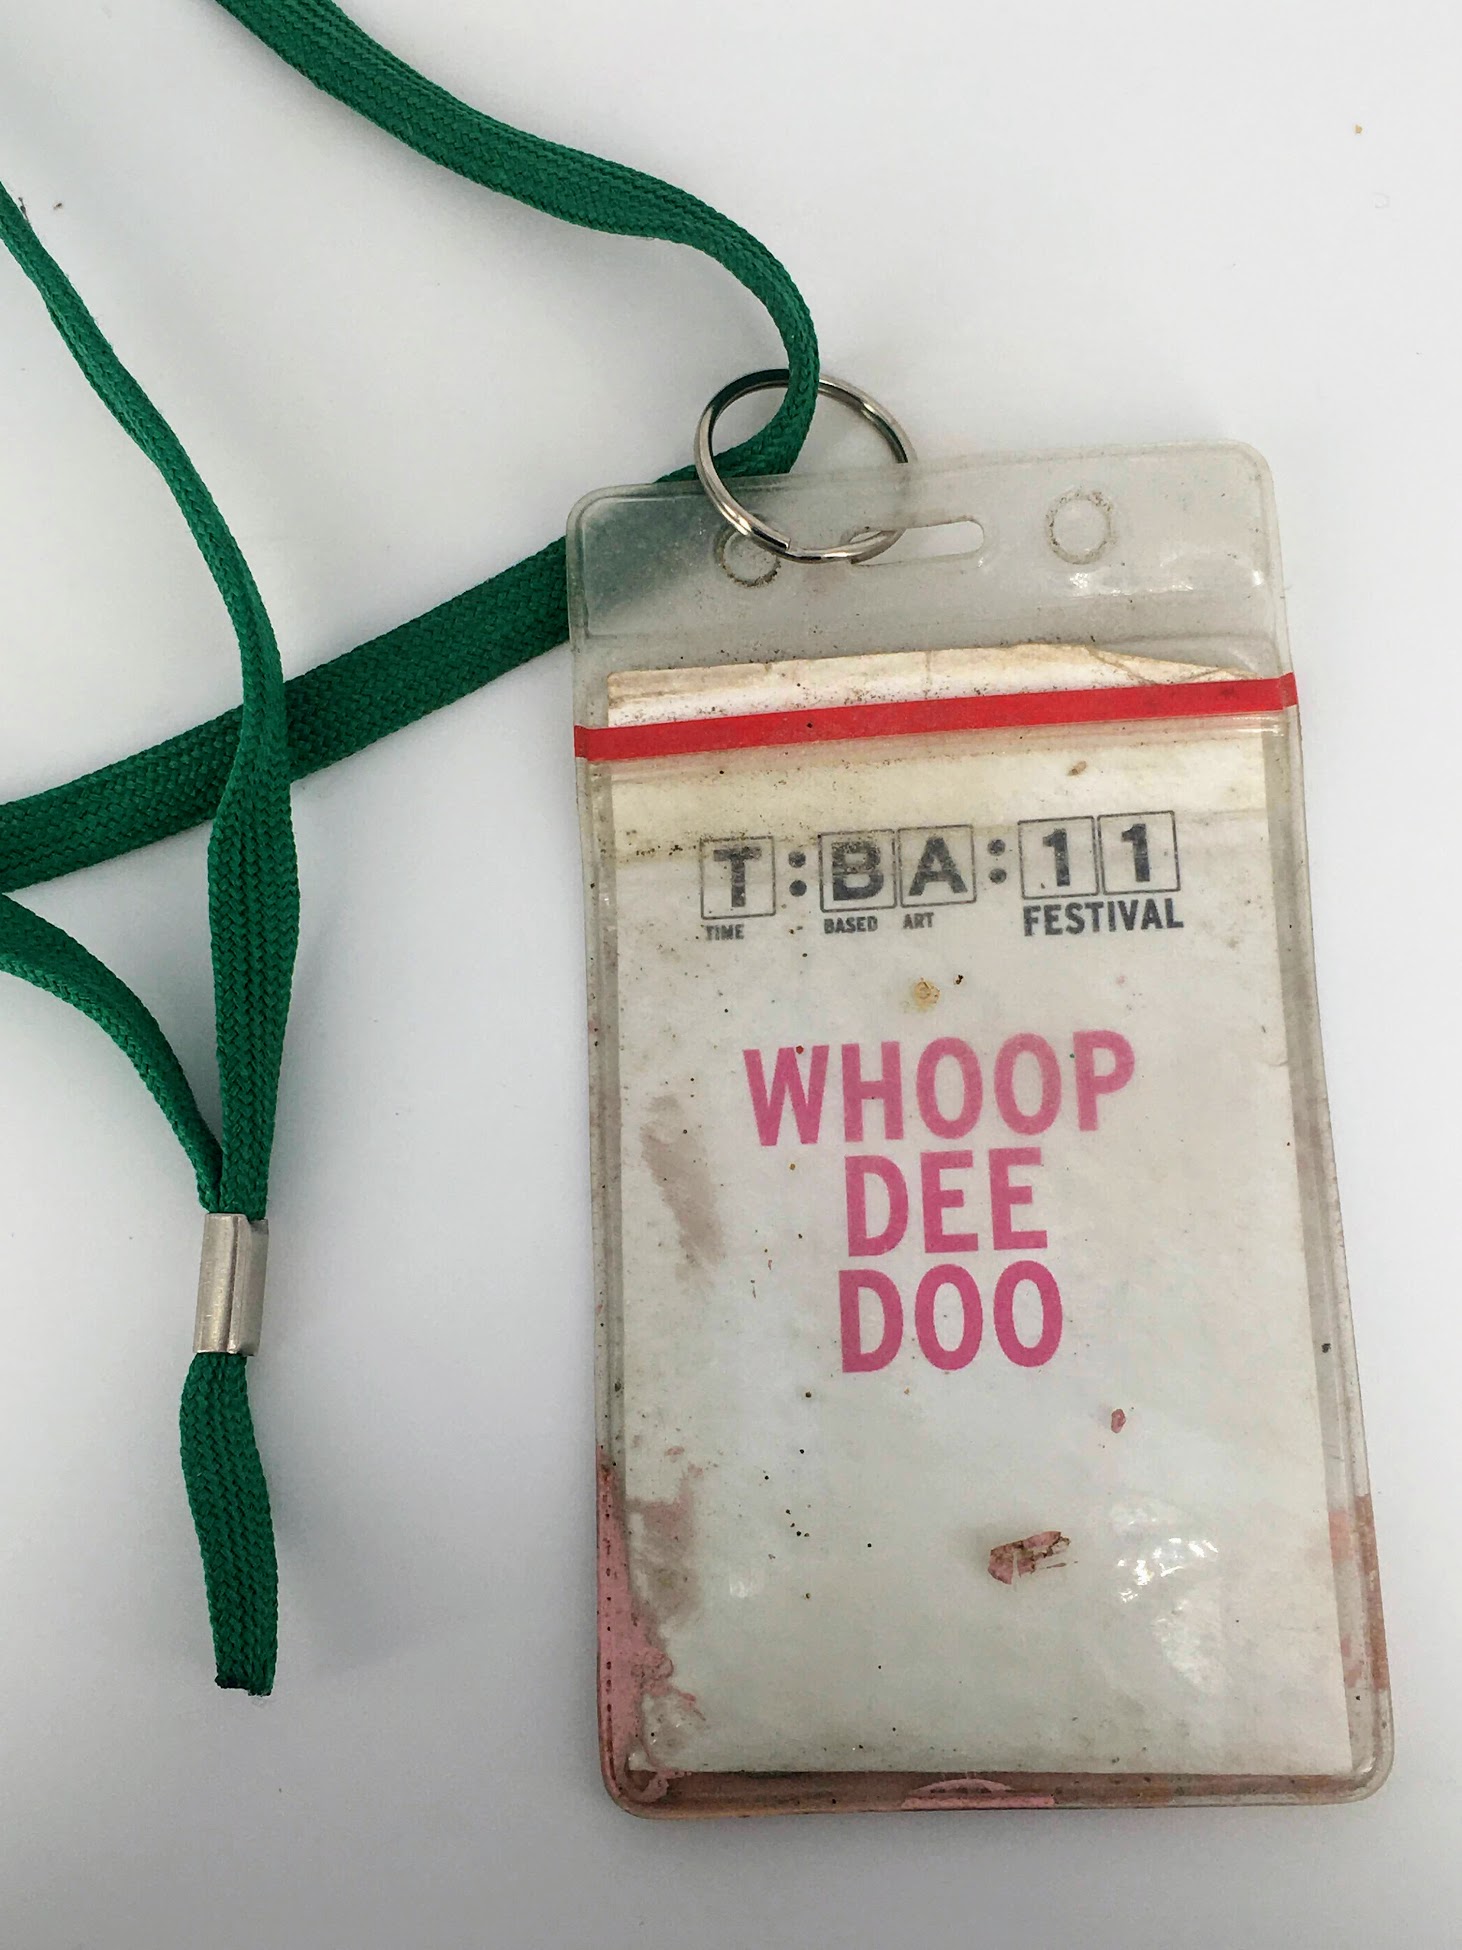 T:BA:11
TIME BASED ART FESTIVAL
WHOOP
DEE
DOO